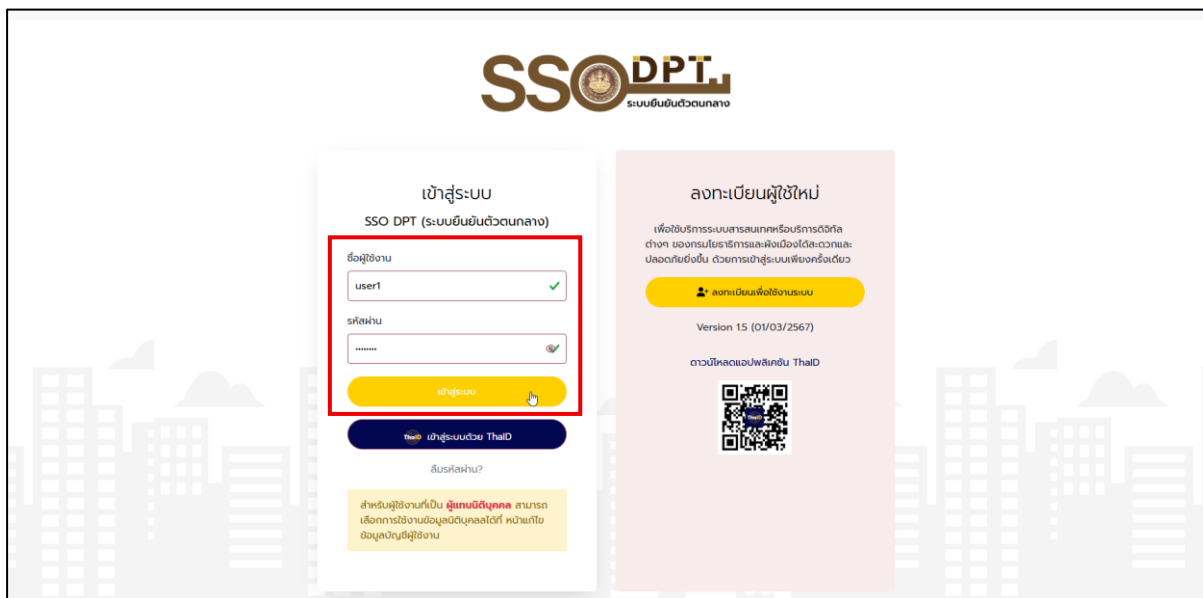 SSO DPT
ระบบยืนยันตัวตนกลาง
เข้าสู่ระบบ
SSO DPT (ระบบยืนยันตัวตนกลาง)
ชื่อผู้ใช้งาน
user1
รหัสผ่าน
........
เข้าสู่ระบบ
ThaID เข้าสู่ระบบด้วย ThaID
ลืมรหัสผ่าน?
สำหรับผู้ใช้งานที่เป็น ผู้แทนนิติบุคคล สามารถ
เลือกการใช้งานข้อมูลนิติบุคคลได้ที่ หน้าแก้ไข
ข้อมูลบัญชีผู้ใช้งาน
ลงทะเบียนผู้ใช้ใหม่
เพื่อใช้บริการระบบสารสนเทศหรือบริการดิจิทัล
ต่างๆ ของกรมโยธาธิการและผังเมืองได้สะดวกและ
ปลอดภัยยิ่งขึ้น ด้วยการเข้าสู่ระบบเพียงครั้งเดียว
ลงทะเบียนเพื่อใช้งานระบบ
Version 1.5 (01/03/2567)
ดาวน์โหลดแอปพลิเคชัน ThaID